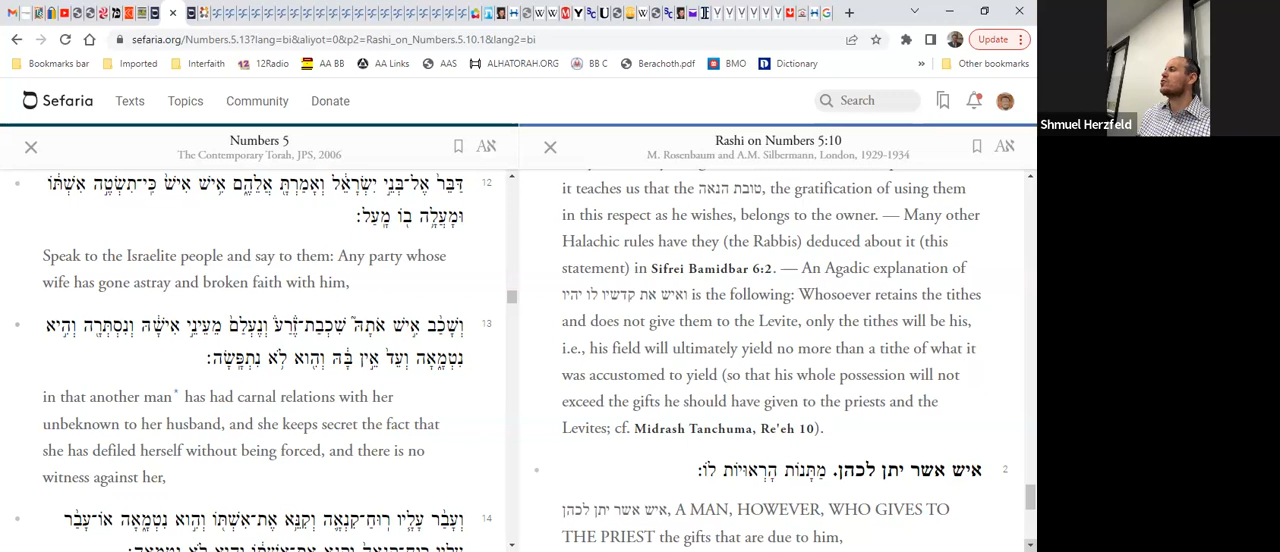 sefaria.org/Numbers.5.13?lang=bi&aliyot=0&p2=Rashi_on_Numbers.5.10.1&lang2=bi
Update
Bookmarks bar
Imported
Interfaith
12Radio
AA BB
AA Links
AAS
ALHATORAH.ORG
BB C
Berachoth.pdf
BMO
Dictionary
»
Other bookmarks
Sefaria
Texts
Topics
Community
Donate
Search
Shmuel Herzfeld
Numbers 5
The Contemporary Torah, JPS, 2006
אA
12
דַּבֵּר֙ אֶל־בְּנֵ֣י יִשְׂרָאֵ֔ל וְאָמַרְתָּ֖ אֲלֵהֶ֑ם אִ֥ישׁ אִישׁ֙ כִּֽי־תִשְׂטֶ֣ה אִשְׁתּ֔וֹ
וּמָעֲלָ֥ה ב֖וֹ מָֽעַל׃
Speak to the Israelite people and say to them: Any party whose
wife has gone astray and broken faith with him,
13
וְשָׁכַ֨ב אִ֣ישׁ אֹתָהּ֮ שִׁכְבַת־זֶ֒רַע֒ וְנֶעְלַם֙ מֵעֵינֵ֣י אִישָׁ֔הּ וְנִסְתְּרָ֖ה וְהִ֣יא
נִטְמָ֑אָה וְעֵד֙ אֵ֣ין בָּ֔הּ וְהִ֖וא לֹ֥א נִתְפָּֽשָׂה׃
in that another man* has had carnal relations with her
unbeknown to her husband, and she keeps secret the fact that
she has defiled herself without being forced, and there is no
witness against her,
14
וְעָבַ֨ר עָלָ֧יו רֽוּחַ־קִנְאָ֛ה וְקִנֵּ֥א אֶת־אִשְׁתּ֖וֹ וְהִ֣וא נִטְמָ֑אָה אוֹ־עָבַ֨ר
Rashi on Numbers 5:10
M. Rosenbaum and A.M. Silbermann, London, 1929-1934
אA
it teaches us that the טובת הנאה, the gratification of using them
in this respect as he wishes, belongs to the owner. — Many other
Halachic rules have they (the Rabbis) deduced about it (this
statement) in Sifrei Bamidbar 6:2. — An Agadic explanation of
ואיש את קדשיו לו יהיו is the following: Whosoever retains the tithes
and does not give them to the Levite, only the tithes will be his,
i.e., his field will ultimately yield no more than a tithe of what it
was accustomed to yield (so that his whole possession will not
exceed the gifts he should have given to the priests and the
Levites; cf. Midrash Tanchuma, Re'eh 10).
2
איש אשר יתן לכהן. מַתָּנוֹת הָרְאוּיוֹת לוֹ:
איש אשר יתן לכהן, A MAN, HOWEVER, WHO GIVES TO
THE PRIEST the gifts that are due to him,